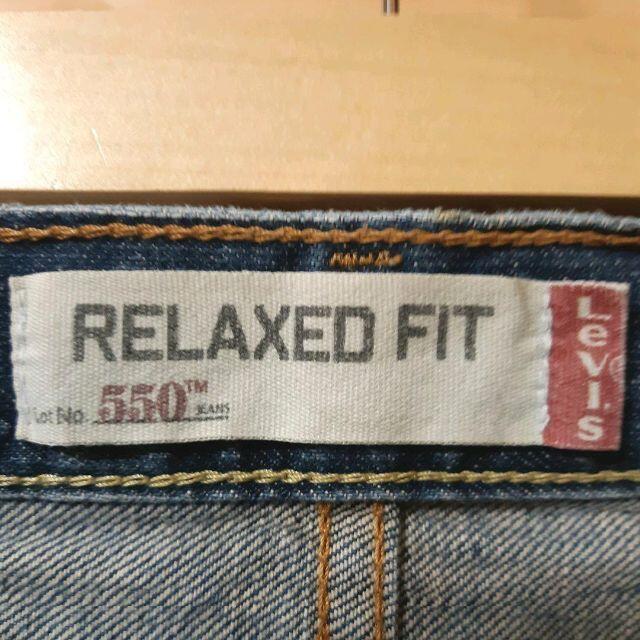 RELAXED FIT
Lot No. 550™ JEANS
Levi's®